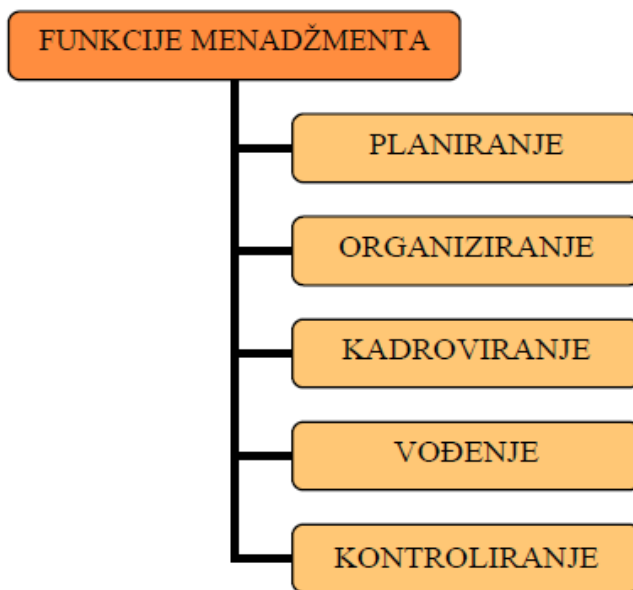 FUNKCIJE MENADŽMENTA
PLANIRANJE
ORGANIZIRANJE
KADROVIRANJE
VOĐENJE
KONTROLIRANJE